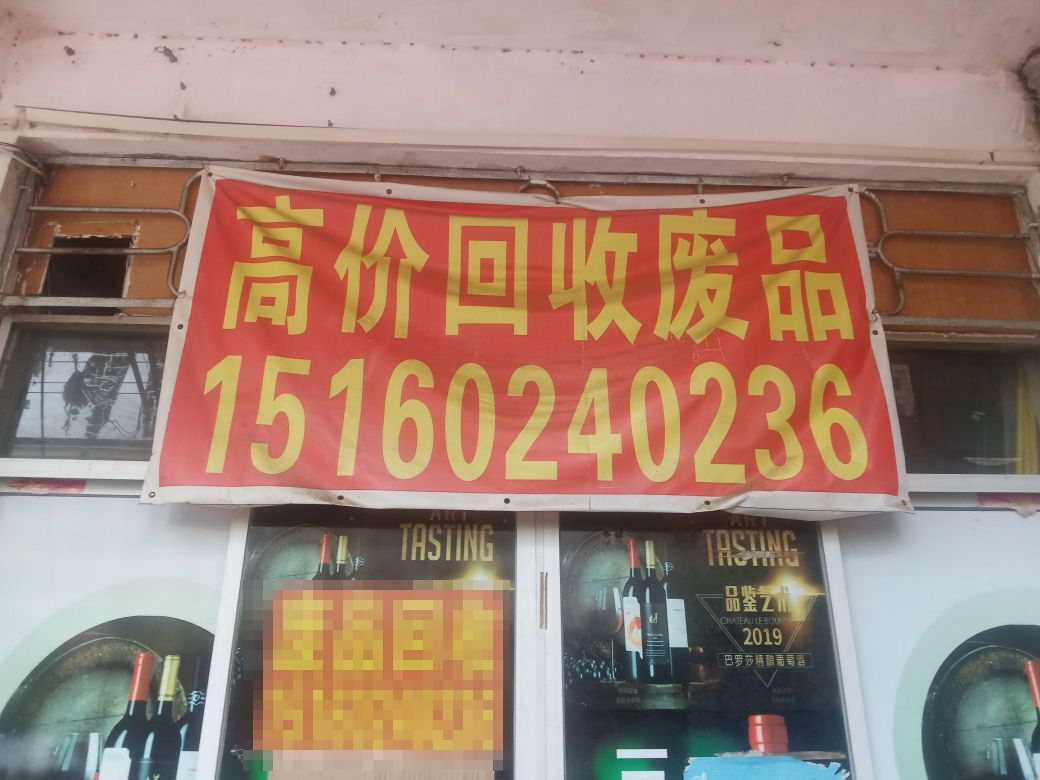 高价回收废品
15160240236
ART
TASTING
ART
TASTING
品鉴艺术
CHATEAU LE BOU
2019
巴罗莎精酿葡萄酒